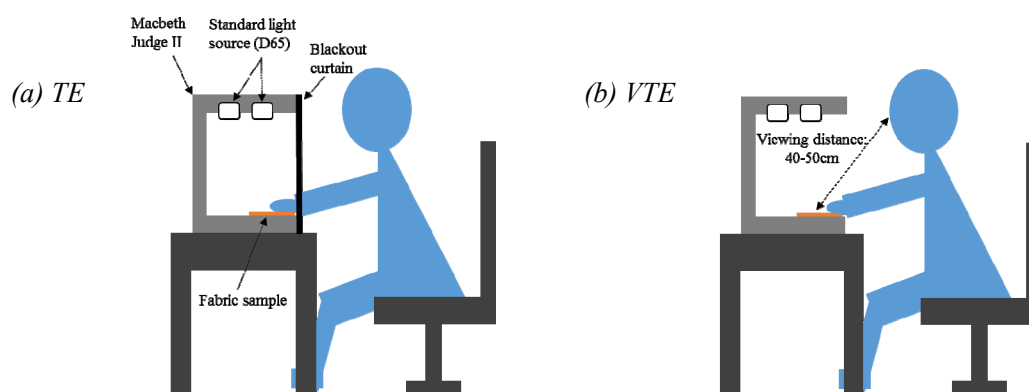 Macbeth
Judge II
Standard light
source (D65)
Blackout
curtain
(a) TE
Fabric sample
(b) VTE
Viewing distance:
40-50cm